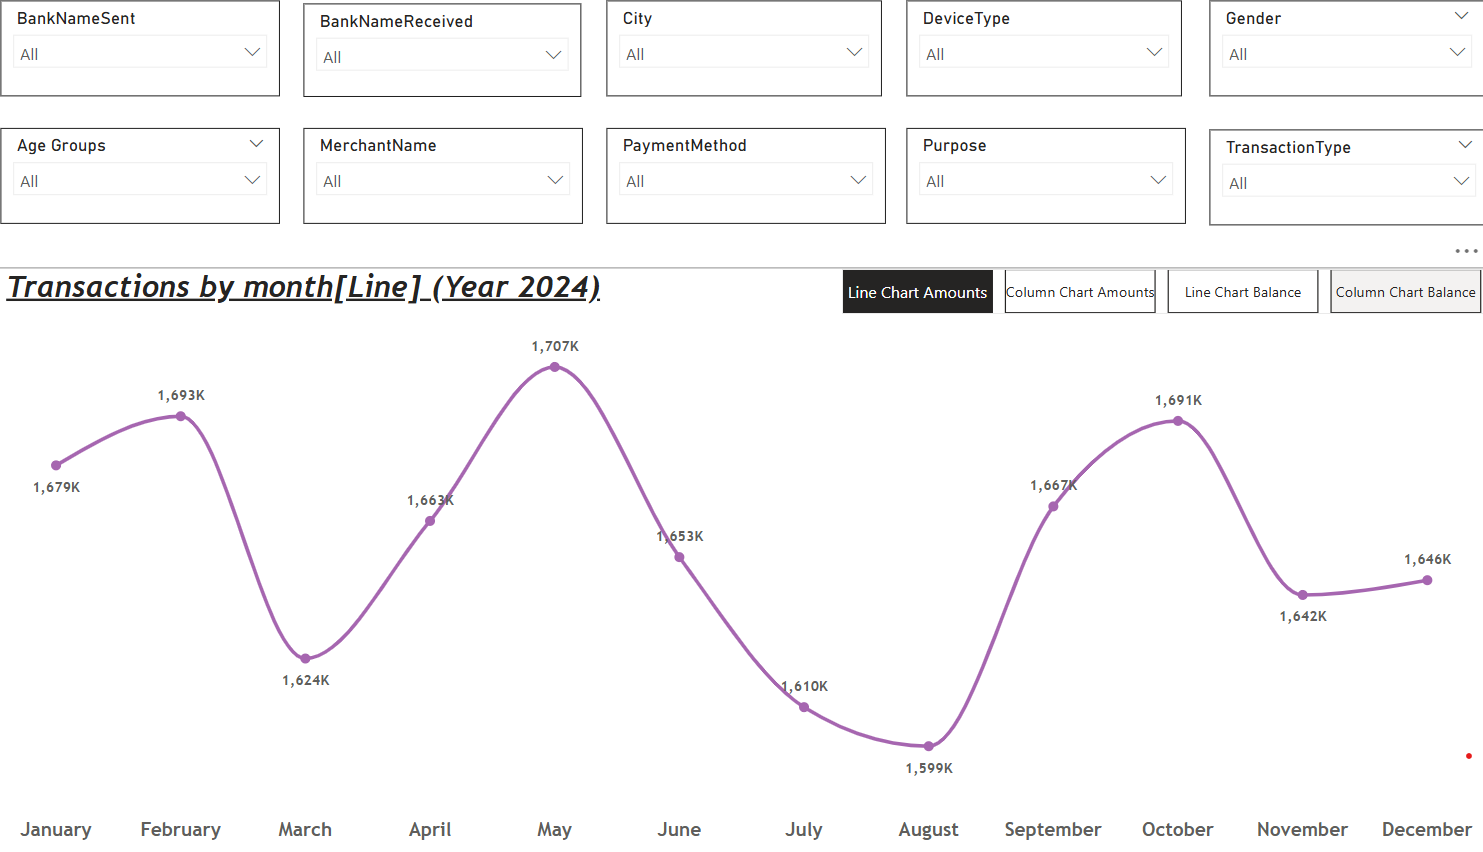 BankNameSent
All
BankNameReceived
All
City
All
DeviceType
All
Gender
All
Age Groups
All
MerchantName
All
PaymentMethod
All
Purpose
All
TransactionType
All
Transactions by month[Line] (Year 2024)
Line Chart Amounts
Column Chart Amounts
Line Chart Balance
Column Chart Balance
1,679K
1,693K
1,624K
1,663K
1,707K
1,653K
1,610K
1,599K
1,667K
1,691K
1,642K
1,646K
January February March April May June July August September October November December